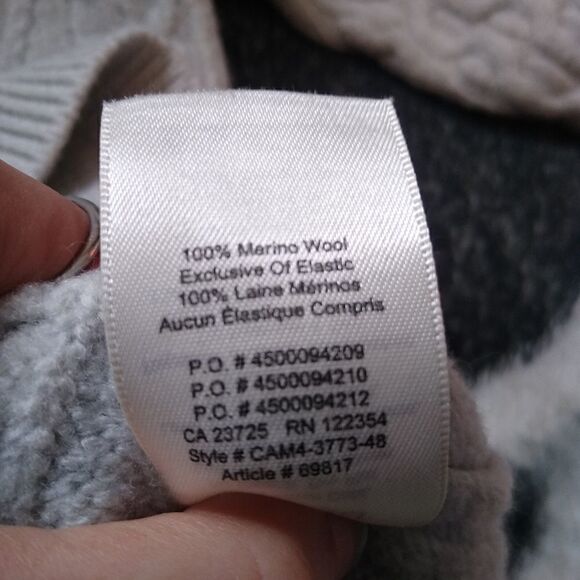 100% Merino Wool
Exclusive Of Elastic
100% Laine Mérinos
Aucun Élastique Compris
P.O. # 4500094209
P.O. # 4500094210
P.O. # 4500094212
CA 23725 RN 122354
Style # CAM4-3773-48
Article # 69817